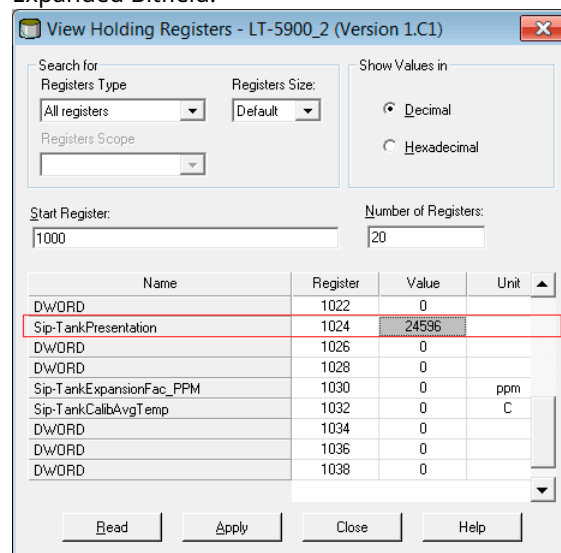 Expanded Bitfield.
View Holding Registers - LT-5900_2 (Version 1.C1)
Search for
Registers Type
Registers Size:
All registers
Default
Registers Scope
Show Values in
Decimal
Hexadecimal
Start Register:
Number of Registers:
1000
20
Name Register Value Unit
DWORD 1022 0
Sip-TankPresentation 1024 24596
DWORD 1026 0
DWORD 1028 0
Sip-TankExpansionFac_PPM 1030 0 ppm
Sip-TankCalibAvgTemp 1032 0 C
DWORD 1034 0
DWORD 1036 0
DWORD 1038 0
Read Apply Close Help